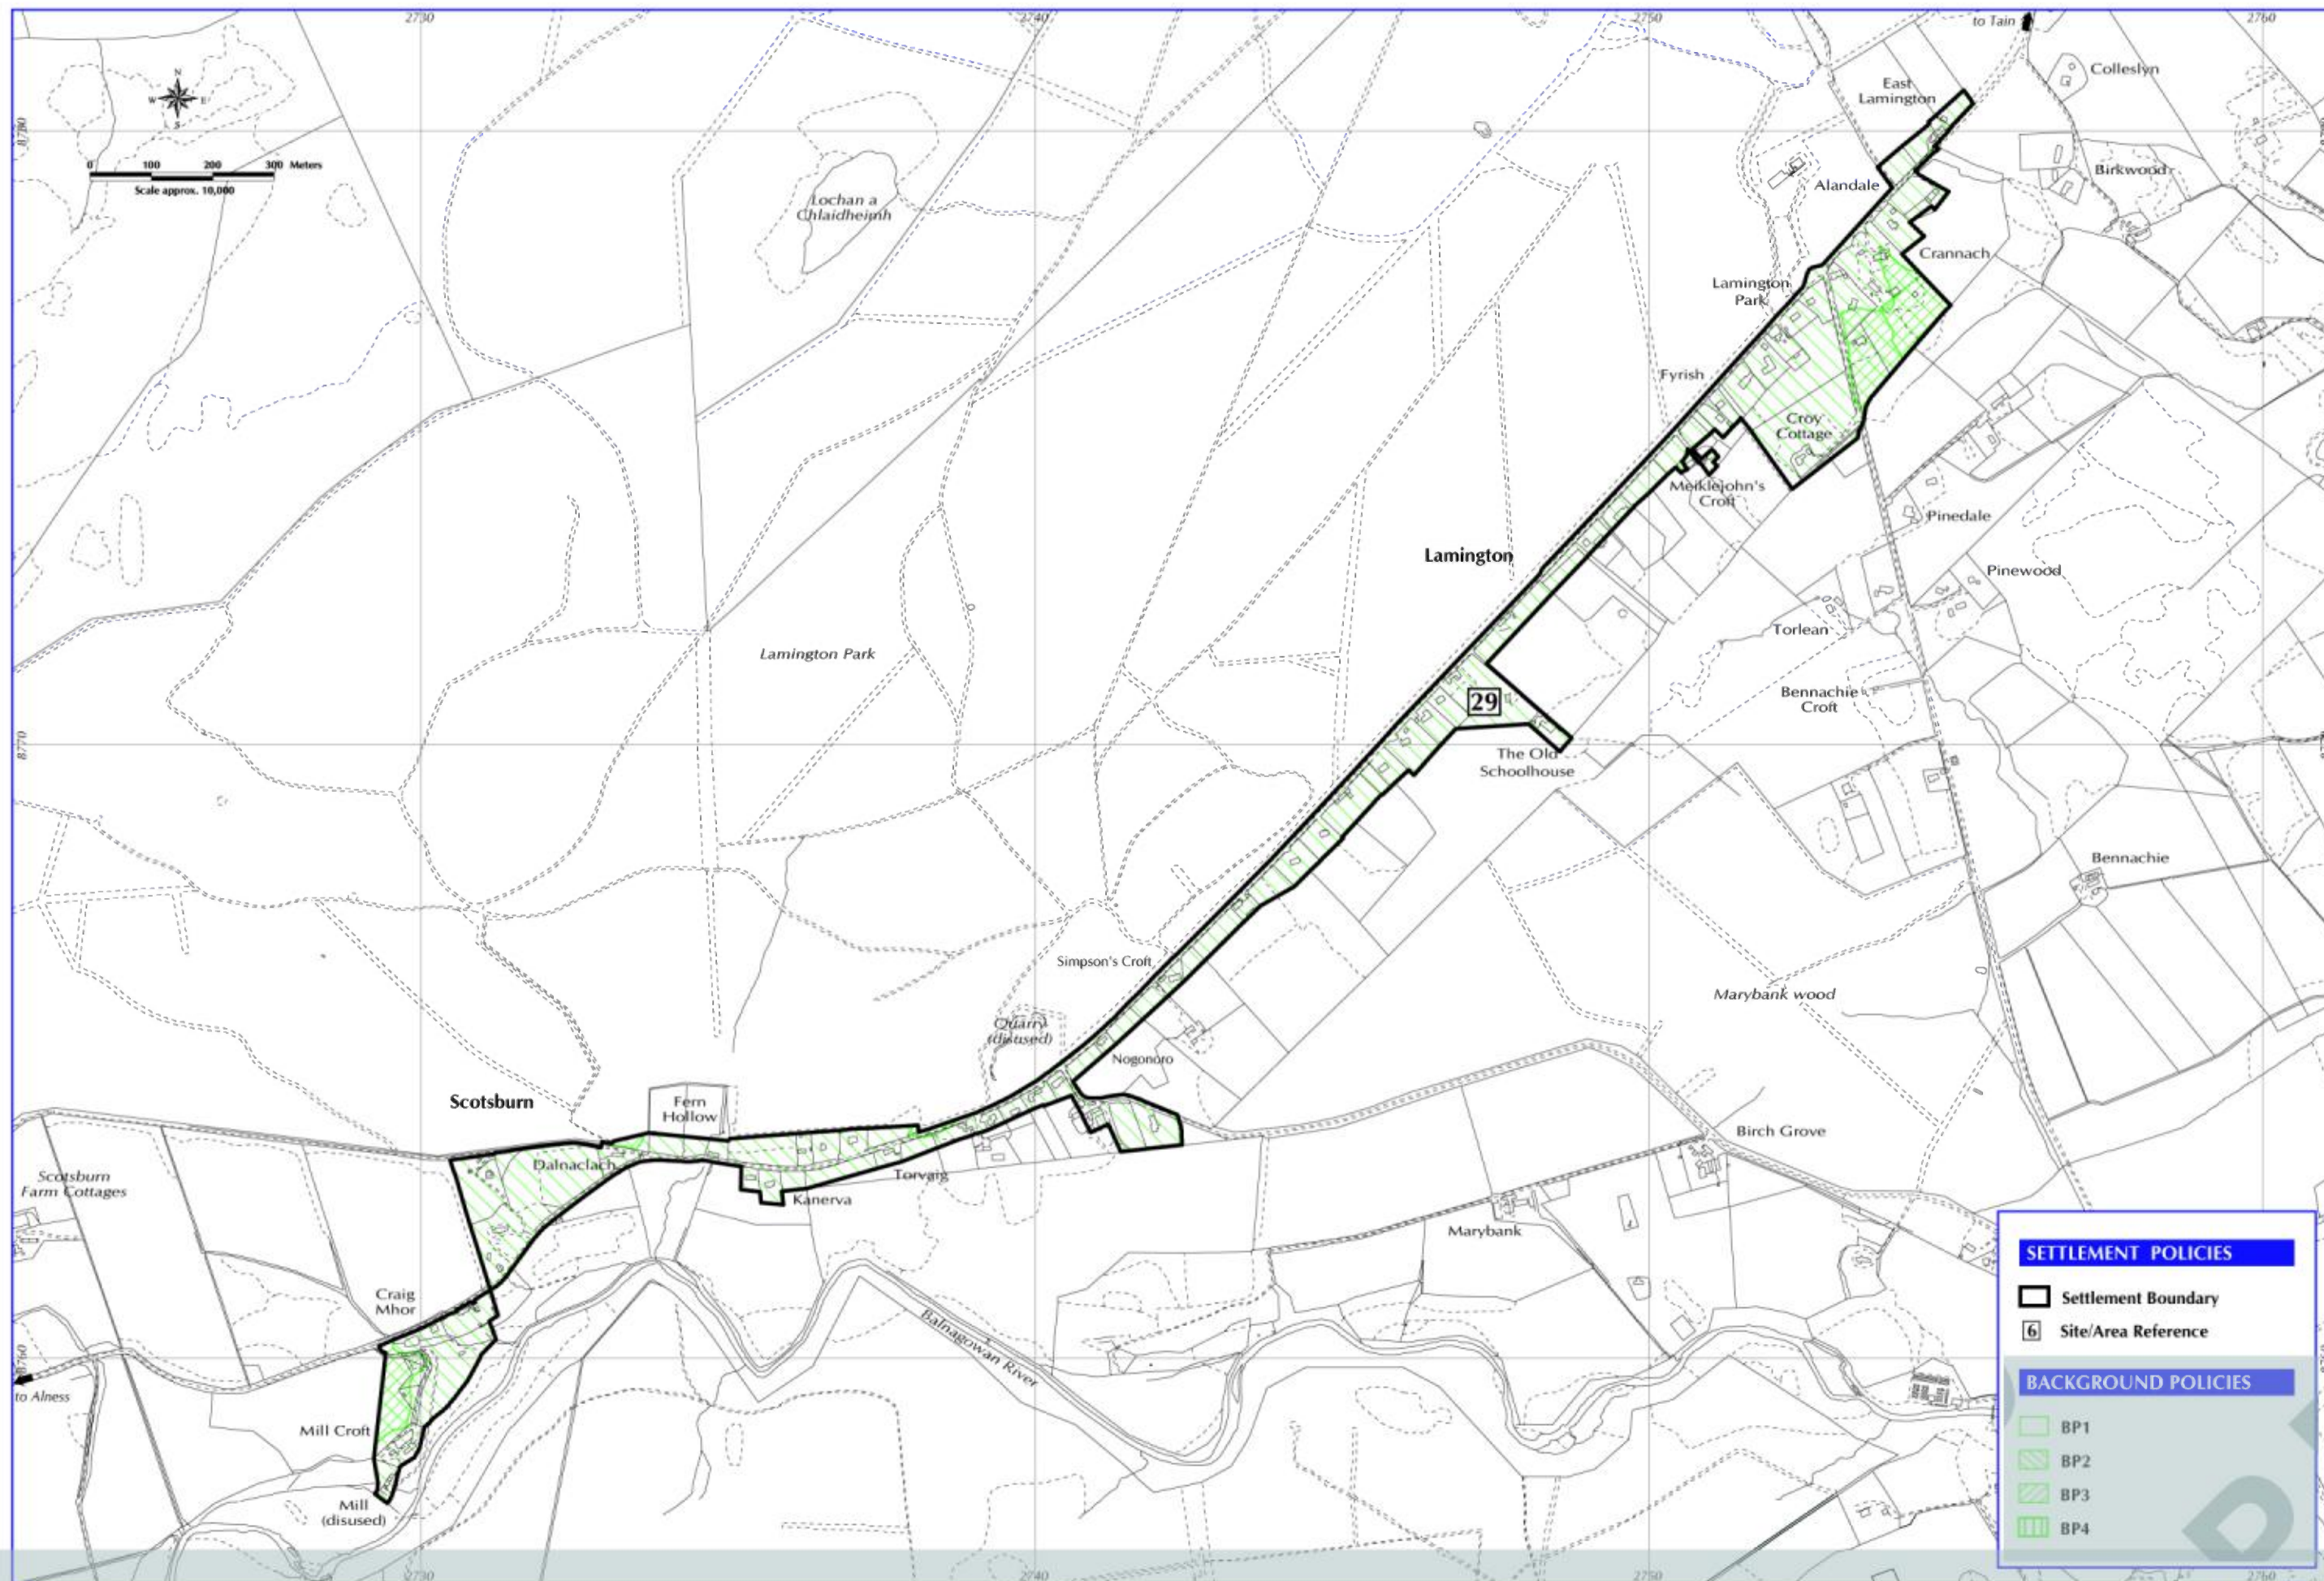 2730
2740
2750
2760
to Tain
Colleslyn
East
Lamington
N
W
E
S
8780
0 100 200 300 Meters
Scale approx. 10,000
Birkwood
Alandale
Lochan a
Chlaidheimh
Crannach
Lamington
Park
Fyrish
Croy
Cottage
Meiklejohn's
Croft
Pinedale
Lamington
Pinewood
Torlean
Lamington Park
Bennachie
Croft
29
8770
The Old
Schoolhouse
Bennachie
Simpson's Croft
Marybank wood
Quarry
(disused)
Nogonoro
Scotsburn
Fern
Hollow
Birch Grove
Dalnaclach
Scotsburn
Farm Cottages
Torvaig
Kanerva
Marybank
Craig
Mhor
Balnagowan River
8760
to Alness
Mill Croft
Mill
(disused)
SETTLEMENT POLICIES
Settlement Boundary
6 Site/Area Reference
BACKGROUND POLICIES
BP1
BP2
BP3
BP4
2730
2740
2750
2760